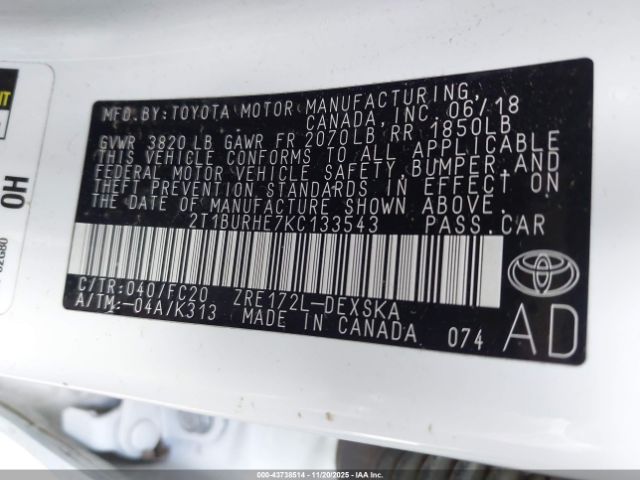 MFD.BY:TOYOTA MOTOR MANUFACTURING,
CANADA, INC. 06/18
GVWR 3820 LB GAWR FR 2070LB RR 1850LB
THIS VEHICLE CONFORMS TO ALL APPLICABLE
FEDERAL MOTOR VEHICLE SAFETY,BUMPER,AND
THEFT PREVENTION STANDARDS IN EFFECT ON
THE DATE OF MANUFACTURE SHOWN ABOVE.
2T1BURHE7KC133543 PASS.CAR
C/TR:040/FC20 ZRE172L-DEXSKA
A/TM:-04A/K313 MADE IN CANADA 074
AD
OH
000-43738514 - 11/20/2025 - IAA Inc.